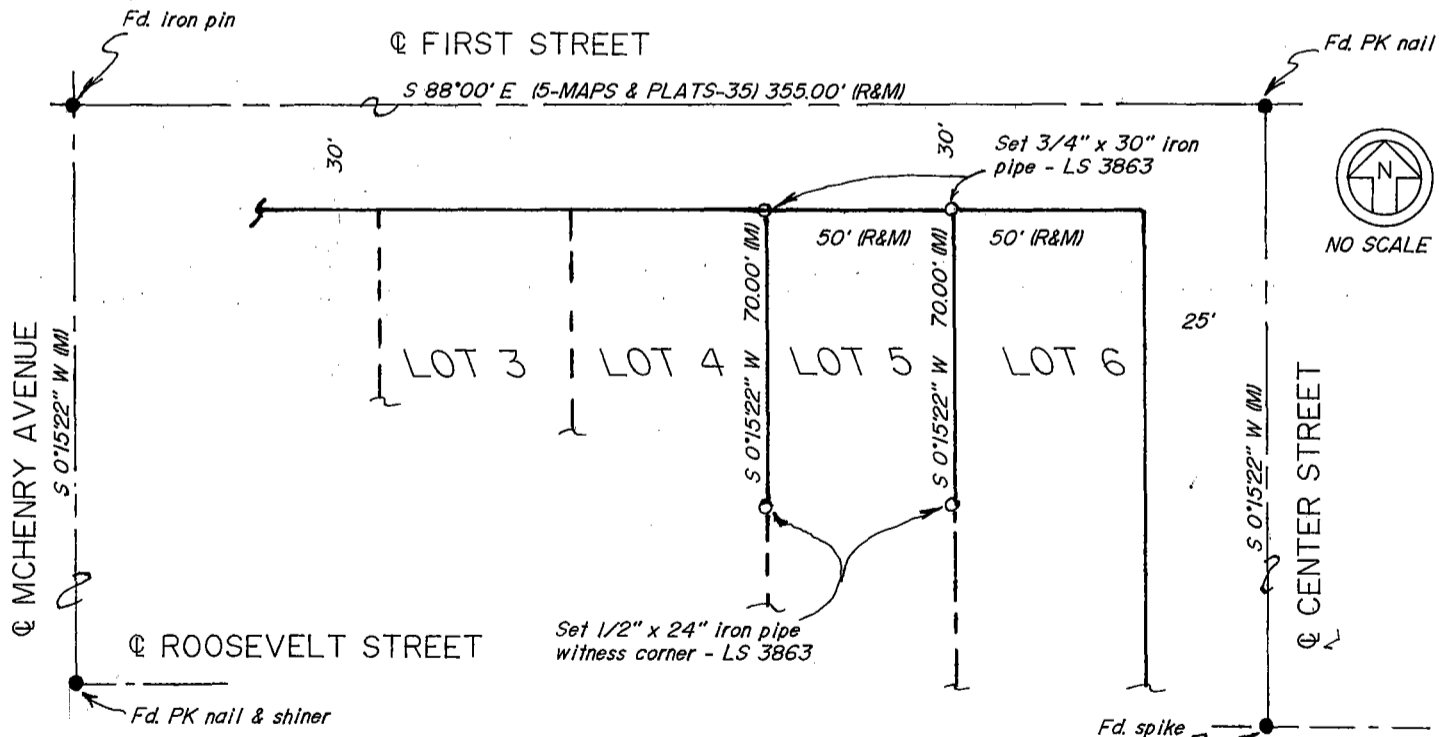 Fd. iron pin
℄ FIRST STREET
Fd. PK nail
S 88°00' E (5-MAPS & PLATS-35) 355.00' (R&M)
30'
30'
Set 3/4" x 30" iron
pipe - LS 3863
N
NO SCALE
50' (R&M)
50' (R&M)
S 0°15'22" W 70.00' (M)
S 0°15'22" W 70.00' (M)
25'
LOT 3
LOT 4
LOT 5
LOT 6
℄ MCHENRY AVENUE
S 0°15'22" W (M)
S 0°15'22" W (M)
℄ CENTER STREET
℄ ROOSEVELT STREET
Set 1/2" x 24" iron pipe
witness corner - LS 3863
Fd. PK nail & shiner
Fd. spike